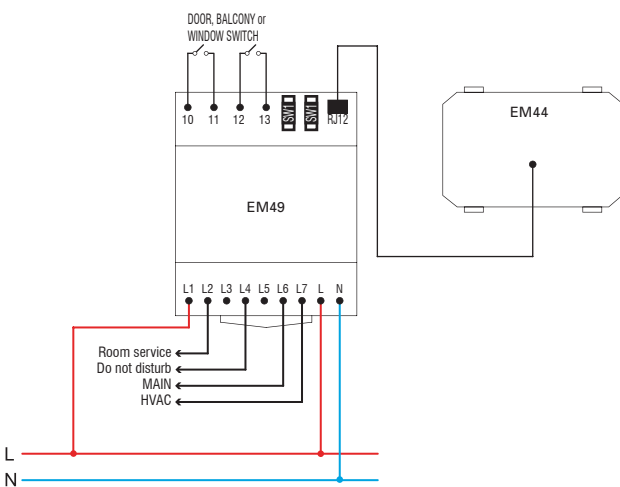 DOOR, BALCONY or
WINDOW SWITCH
10 11 12 13 SW1 SW1 RJ12
EM44
EM49
L1 L2 L3 L4 L5 L6 L7 L N
Room service
Do not disturb
MAIN
HVAC
L
N